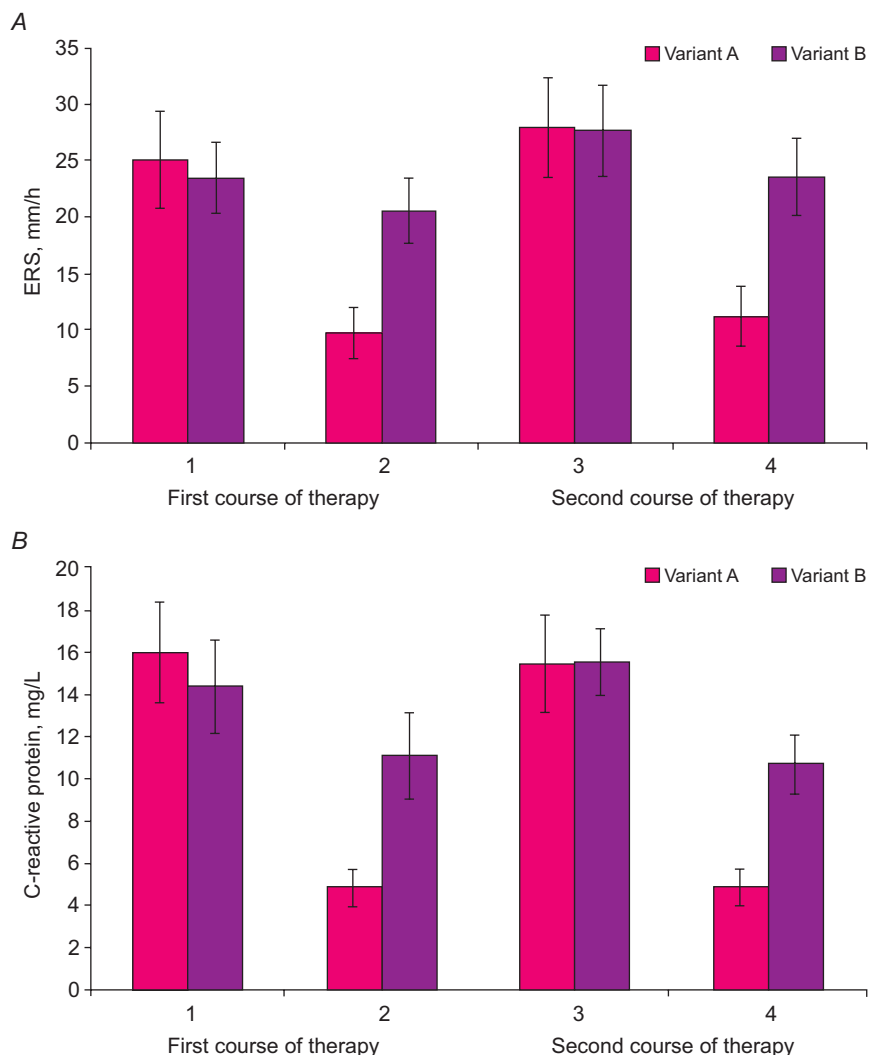 A
35
Variant A Variant B
30
25
20
15
10
5
0
ERS, mm/h
1 2 3 4
First course of therapy Second course of therapy
B
20
Variant A Variant B
18
16
14
12
10
8
6
4
2
0
C-reactive protein, mg/L
1 2 3 4
First course of therapy Second course of therapy